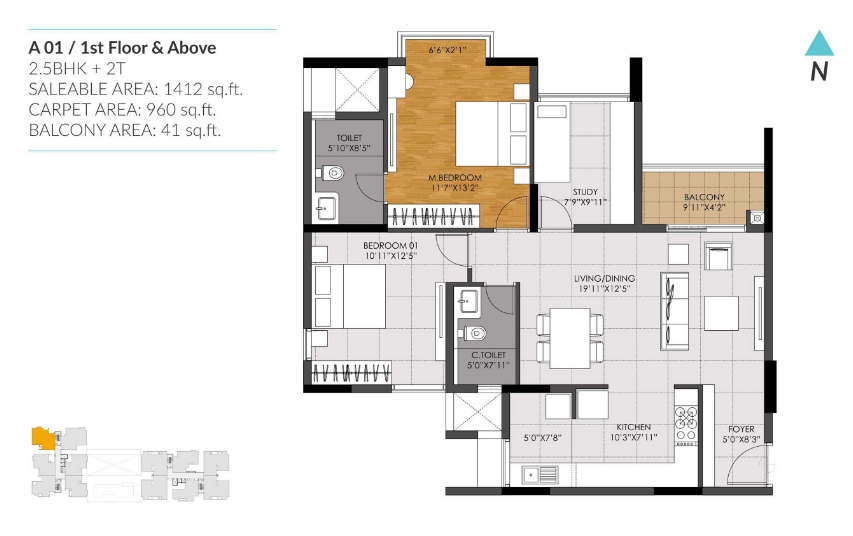 A 01 / 1st Floor & Above
2.5BHK + 2T
SALEABLE AREA: 1412 sq.ft.
CARPET AREA: 960 sq.ft.
BALCONY AREA: 41 sq.ft.
N
6'6"X2'1"
TOILET
5'10"X8'5"
M.BEDROOM
11'7"X13'2"
STUDY
7'9"X9'11"
BALCONY
9'11"X4'2"
BEDROOM 01
10'11"X12'5"
LIVING/DINING
19'11"X12'5"
C.TOILET
5'0"X7'11"
5'0"X7'8"
KITCHEN
10'3"X7'11"
FOYER
5'0"X8'3"